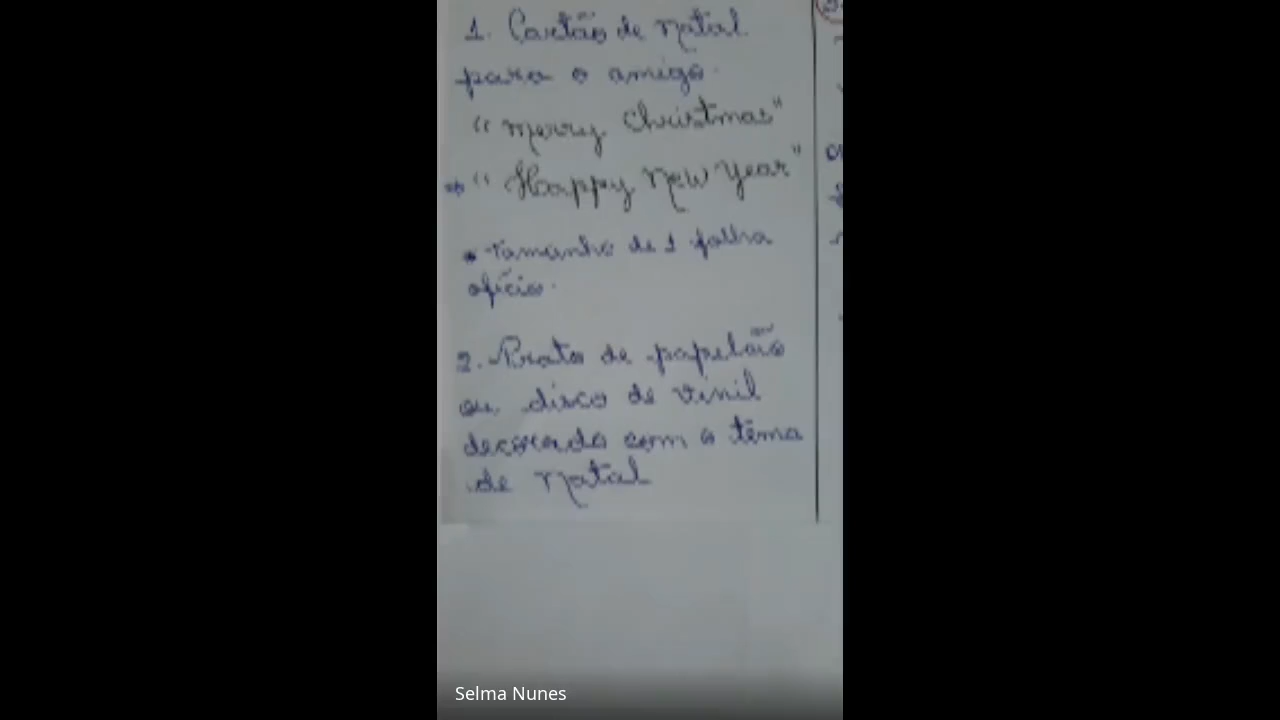 1. Cartão de natal
para o amigo.
"Merry Christmas"
"Happy New Year"
* Tamanho de 1 folha
ofício.
2. Prato de papelão
ou disco de vinil
decorado com o tema
de natal
Selma Nunes